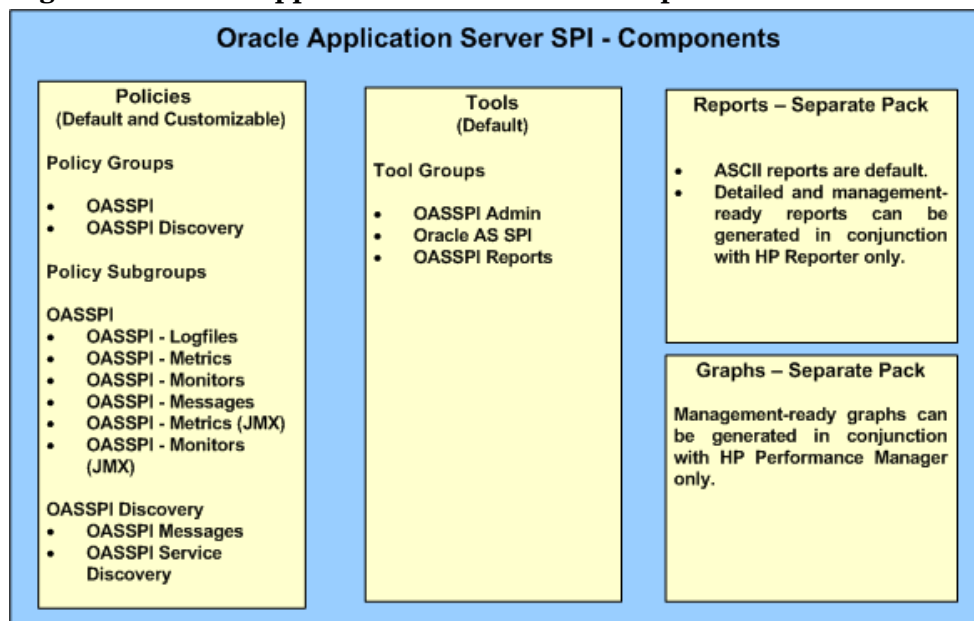 Oracle Application Server SPI - Components
Policies
(Default and Customizable)
Policy Groups
• OASSPI
• OASSPI Discovery
Policy Subgroups
OASSPI
• OASSPI - Logfiles
• OASSPI - Metrics
• OASSPI - Monitors
• OASSPI - Messages
• OASSPI - Metrics (JMX)
• OASSPI - Monitors
(JMX)
OASSPI Discovery
• OASSPI Messages
• OASSPI Service
Discovery
Tools
(Default)
Tool Groups
• OASSPI Admin
• Oracle AS SPI
• OASSPI Reports
Reports – Separate Pack
• ASCII reports are default.
• Detailed and management-
ready reports can be
generated in conjunction
with HP Reporter only.
Graphs – Separate Pack
Management-ready graphs can
be generated in conjunction
with HP Performance Manager
only.